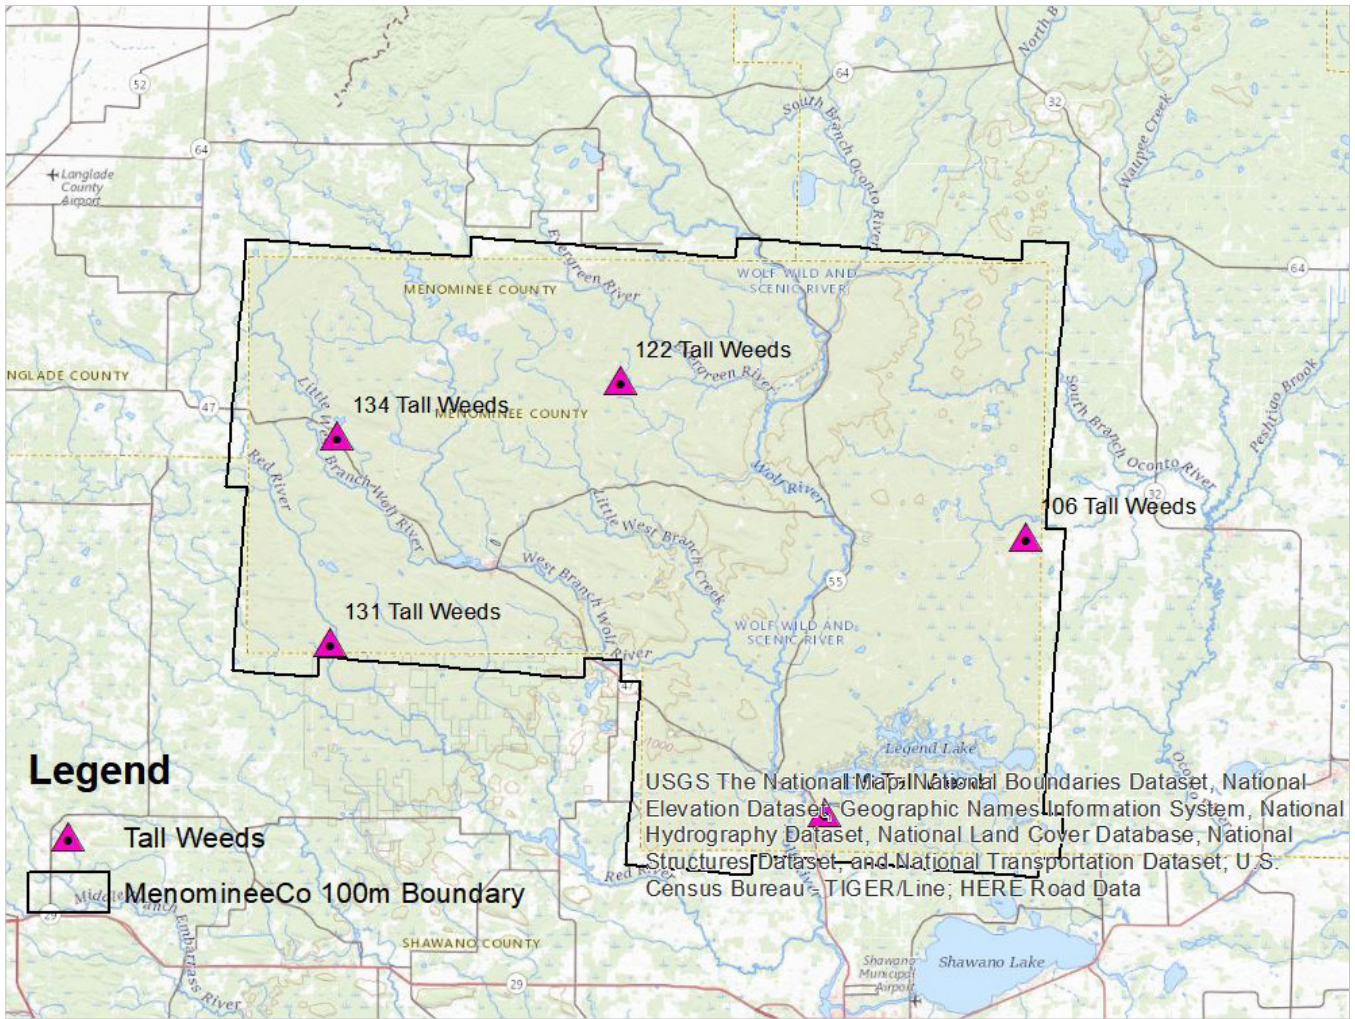 64
North B
52
32
South Branch Oconto River
Waupee Creek
64
Langlade
County
Airport
Evergreen River
WOLF WILD AND
SCENIC RIVER
64
MENOMINEE COUNTY
122 Tall Weeds
Evergreen River
NGLADE COUNTY
47
134 Tall Weeds
MENOMINEE COUNTY
Little West Branch Wolf River
South Branch Oconto River
Peshtigo Brook
Red River
Wolf River
32
106 Tall Weeds
Little West Branch Creek
West Branch Wolf River
55
131 Tall Weeds
WOLF WILD AND
SCENIC RIVER
47
1000
Legend Lake
Legend
Tall Weeds
MenomineeCo 100m Boundary
USGS The National Map: National Boundaries Dataset, National
Elevation Dataset, Geographic Names Information System, National
Hydrography Dataset, National Land Cover Database, National
Structures Dataset, and National Transportation Dataset; U.S.
Census Bureau - TIGER/Line; HERE Road Data
Red River
Middle Branch Embarrass River
29
SHAWANO COUNTY
29
Shawano
Municipal
Airport
Shawano Lake